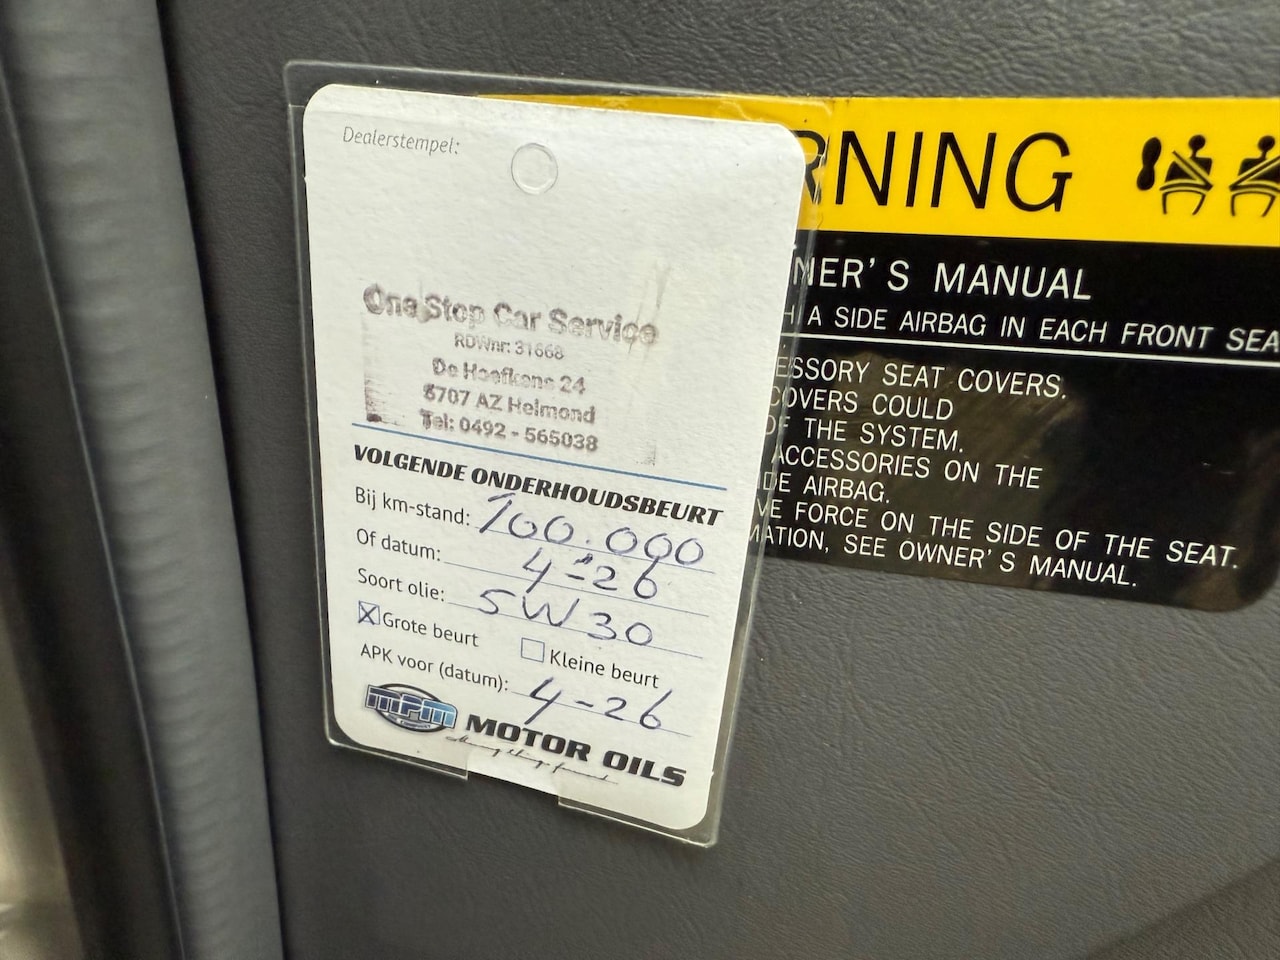 Dealerstempel:
One Stop Car Service
RDWnr: 31668
De Hoefkens 24
5707 AZ Helmond
Tel: 0492 - 565038
VOLGENDE ONDERHOUDSBEURT
Bij km-stand: 100.000
Of datum: 4-26
Soort olie: 5W30
Grote beurt Kleine beurt
APK voor (datum): 4-26
mpm MOTOR OILS
RNING
NER'S MANUAL
H A SIDE AIRBAG IN EACH FRONT SEA
ESSORY SEAT COVERS.
COVERS COULD
OF THE SYSTEM.
ACCESSORIES ON THE
DE AIRBAG.
VE FORCE ON THE SIDE OF THE SEAT.
MATION, SEE OWNER'S MANUAL.